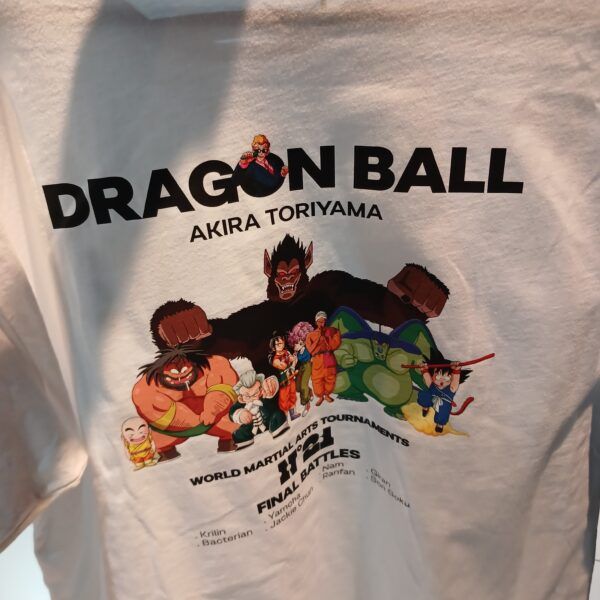 DRAGON BALL
AKIRA TORIYAMA
WORLD MARTIAL ARTS TOURNAMENTS
N°21
FINAL BATTLES
. Krilin
. Bacterian
. Yamcha
. Jackie Chun
. Nam
. Ranfan
. Giran
. Son Goku